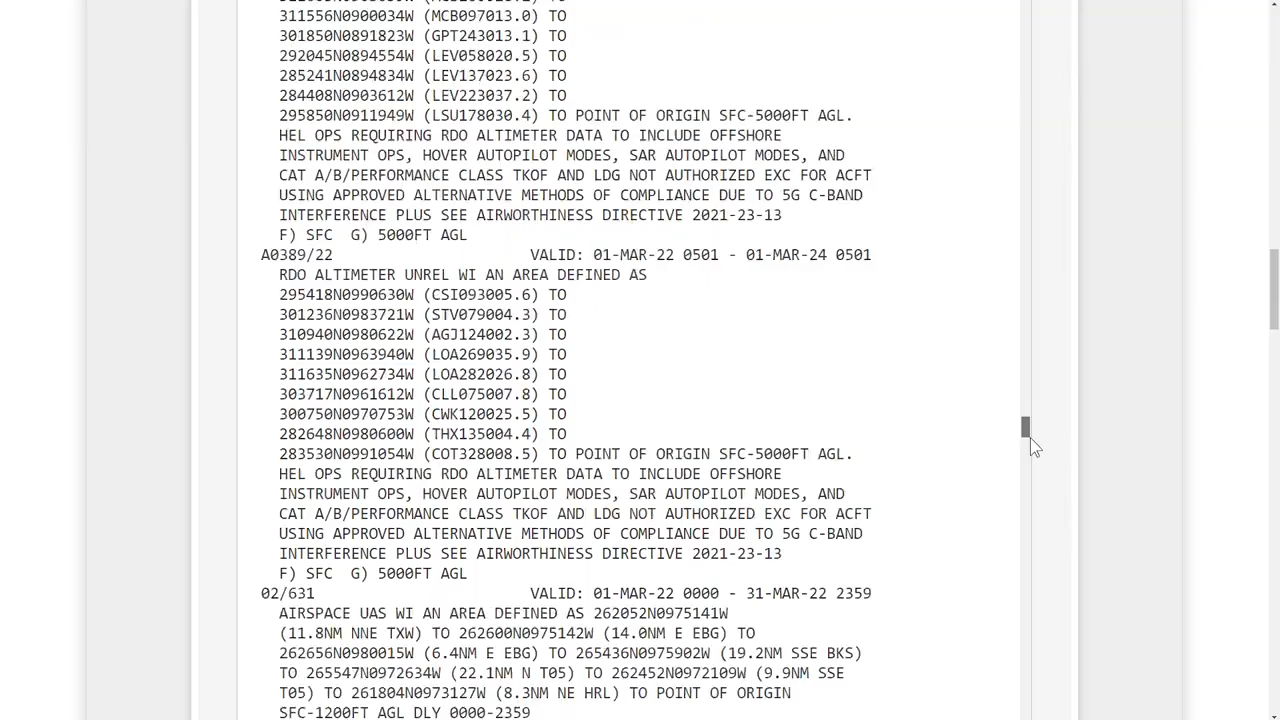 311556N0900034W (MCB097013.0) TO
301850N0891823W (GPT243013.1) TO
292045N0894554W (LEV058020.5) TO
285241N0894834W (LEV137023.6) TO
284408N0903612W (LEV223037.2) TO
295850N0911949W (LSU178030.4) TO POINT OF ORIGIN SFC-5000FT AGL.
HEL OPS REQUIRING RDO ALTIMETER DATA TO INCLUDE OFFSHORE
INSTRUMENT OPS, HOVER AUTOPILOT MODES, SAR AUTOPILOT MODES, AND
CAT A/B/PERFORMANCE CLASS TKOF AND LDG NOT AUTHORIZED EXC FOR ACFT
USING APPROVED ALTERNATIVE METHODS OF COMPLIANCE DUE TO 5G C-BAND
INTERFERENCE PLUS SEE AIRWORTHINESS DIRECTIVE 2021-23-13
F) SFC G) 5000FT AGL
A0389/22 VALID: 01-MAR-22 0501 - 01-MAR-24 0501
RDO ALTIMETER UNREL WI AN AREA DEFINED AS
295418N0990630W (CSI093005.6) TO
301236N0983721W (STV079004.3) TO
310940N0980622W (AGJ124002.3) TO
311139N0963940W (LOA269035.9) TO
311635N0962734W (LOA282026.8) TO
303717N0961612W (CLL075007.8) TO
300750N0970753W (CWK120025.5) TO
282648N0980600W (THX135004.4) TO
283530N0991054W (COT328008.5) TO POINT OF ORIGIN SFC-5000FT AGL.
HEL OPS REQUIRING RDO ALTIMETER DATA TO INCLUDE OFFSHORE
INSTRUMENT OPS, HOVER AUTOPILOT MODES, SAR AUTOPILOT MODES, AND
CAT A/B/PERFORMANCE CLASS TKOF AND LDG NOT AUTHORIZED EXC FOR ACFT
USING APPROVED ALTERNATIVE METHODS OF COMPLIANCE DUE TO 5G C-BAND
INTERFERENCE PLUS SEE AIRWORTHINESS DIRECTIVE 2021-23-13
F) SFC G) 5000FT AGL
02/631 VALID: 01-MAR-22 0000 - 31-MAR-22 2359
AIRSPACE UAS WI AN AREA DEFINED AS 262052N0975141W
(11.8NM NNE TXW) TO 262600N0975142W (14.0NM E EBG) TO
262656N0980015W (6.4NM E EBG) TO 265436N0975902W (19.2NM SSE BKS)
TO 265547N0972634W (22.1NM N T05) TO 262452N0972109W (9.9NM SSE
T05) TO 261804N0973127W (8.3NM NE HRL) TO POINT OF ORIGIN
SFC-1200FT AGL DLY 0000-2359